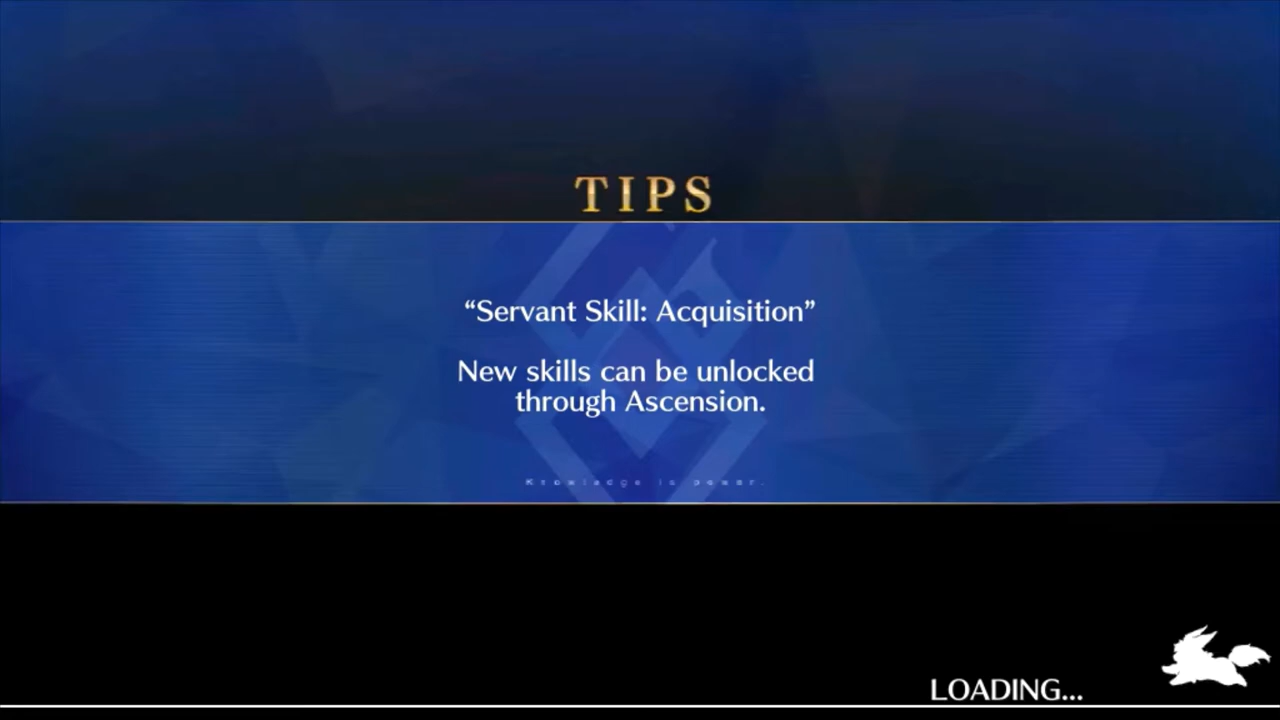 TIPS
“Servant Skill: Acquisition”
New skills can be unlocked
through Ascension.
Knowledge is power.
LOADING...